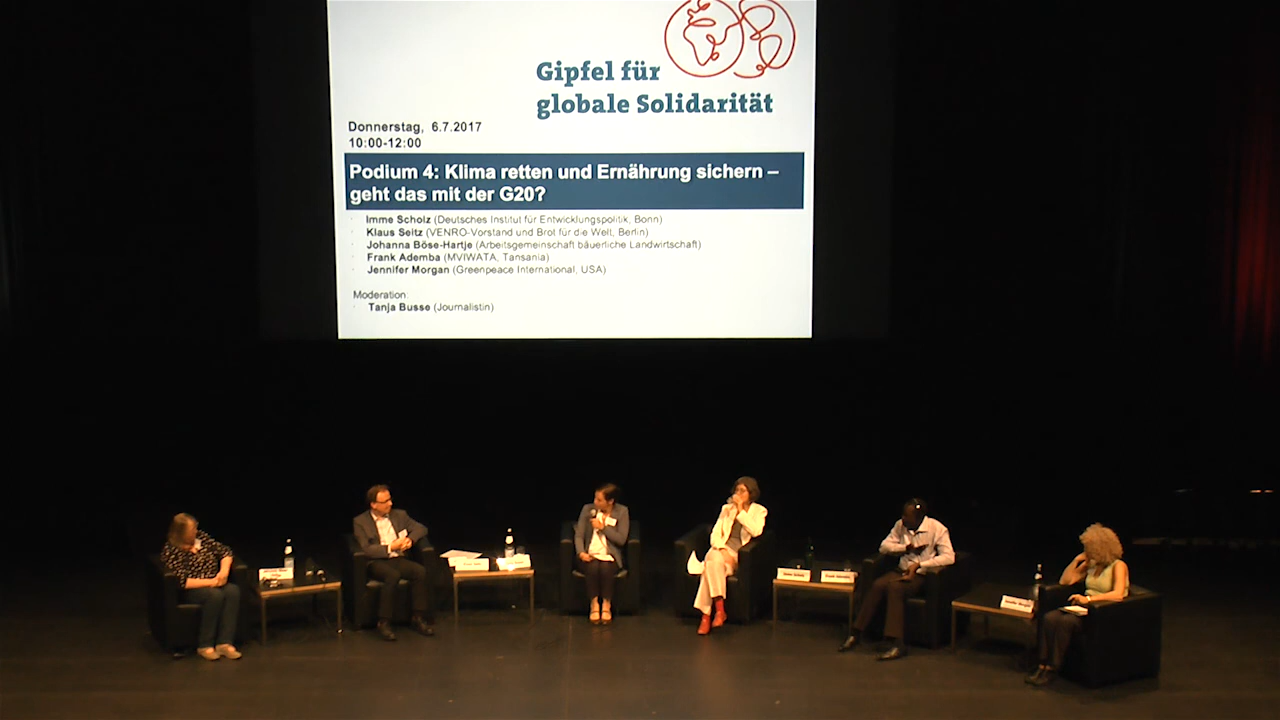 Gipfel für
globale Solidarität
Donnerstag, 6.7.2017
10:00-12:00
Podium 4: Klima retten und Ernährung sichern –
geht das mit der G20?
Imme Scholz (Deutsches Institut für Entwicklungspolitik, Bonn)
Klaus Seitz (VENRO-Vorstand und Brot für die Welt, Berlin)
Johanna Böse-Hartje (Arbeitsgemeinschaft bäuerliche Landwirtschaft)
Frank Ademba (MVIWATA, Tansania)
Jennifer Morgan (Greenpeace International, USA)
Moderation:
Tanja Busse (Journalistin)